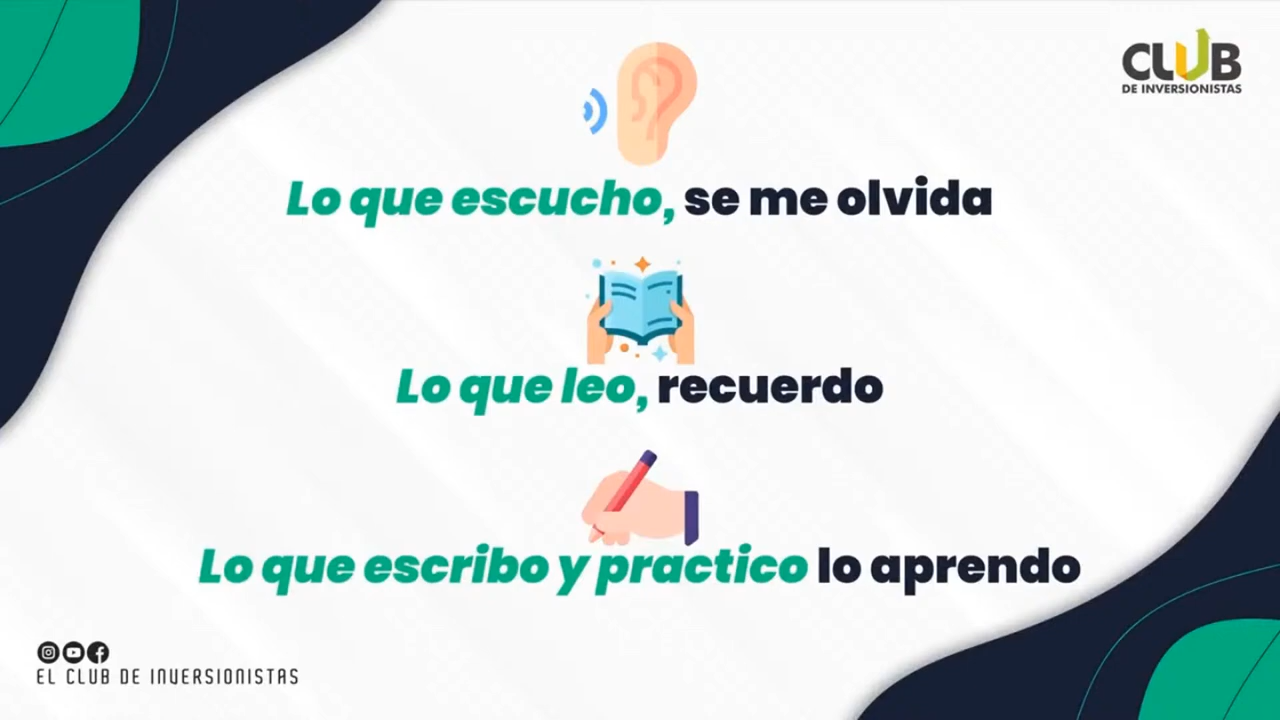 CLUB
DE INVERSIONISTAS
Lo que escucho, se me olvida
Lo que leo, recuerdo
Lo que escribo y practico lo aprendo
EL CLUB DE INVERSIONISTAS